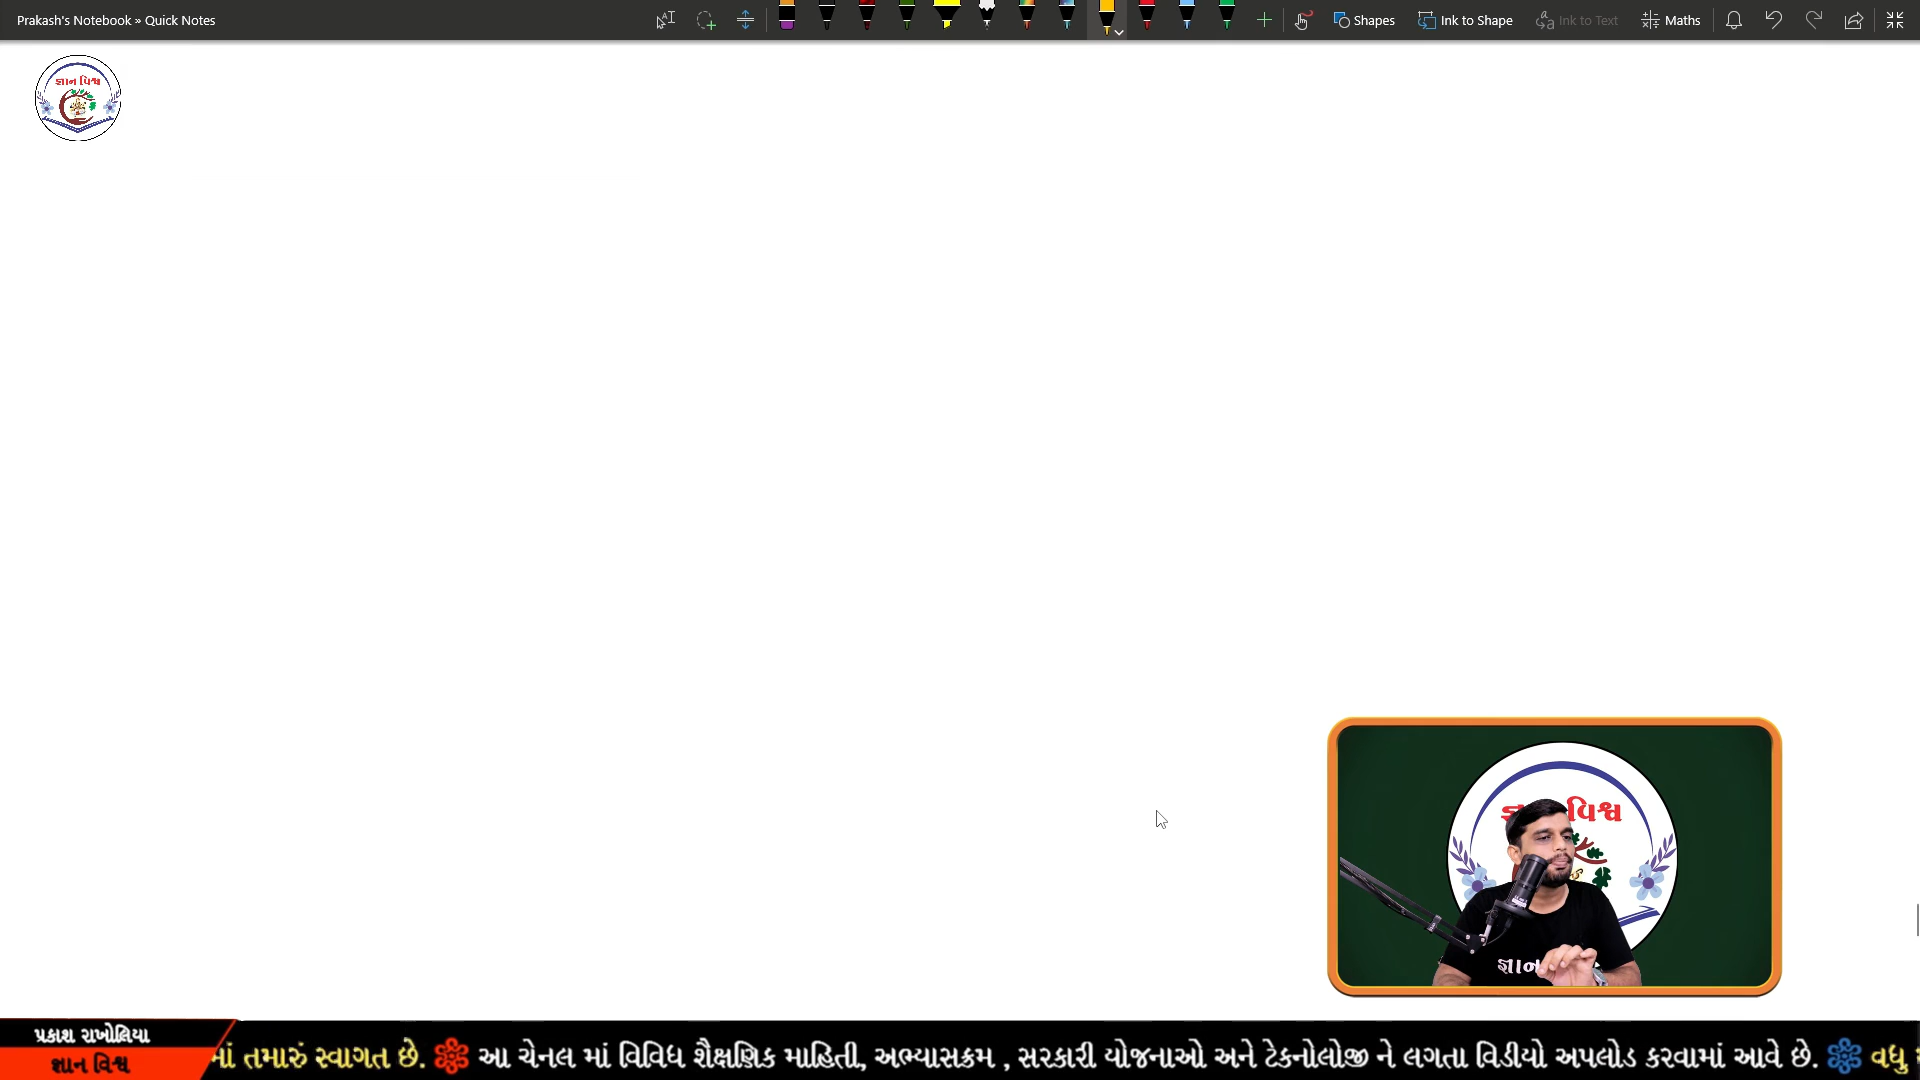 Prakash's Notebook » Quick Notes
Shapes
Ink to Shape
Ink to Text
Maths
જ્ઞાન વિશ્વ
વિશ્વ
જ્ઞાન
પ્રકાશ રાખોલિયા
જ્ઞાન વિશ્વ
માં તમારું સ્વાગત છે. આ ચેનલ માં વિવિધ શૈક્ષણિક માહિતી, અભ્યાસક્રમ , સરકારી યોજનાઓ અને ટેકનોલોજી ને લગતા વિડીયો અપલોડ કરવામાં આવે છે. વધુ